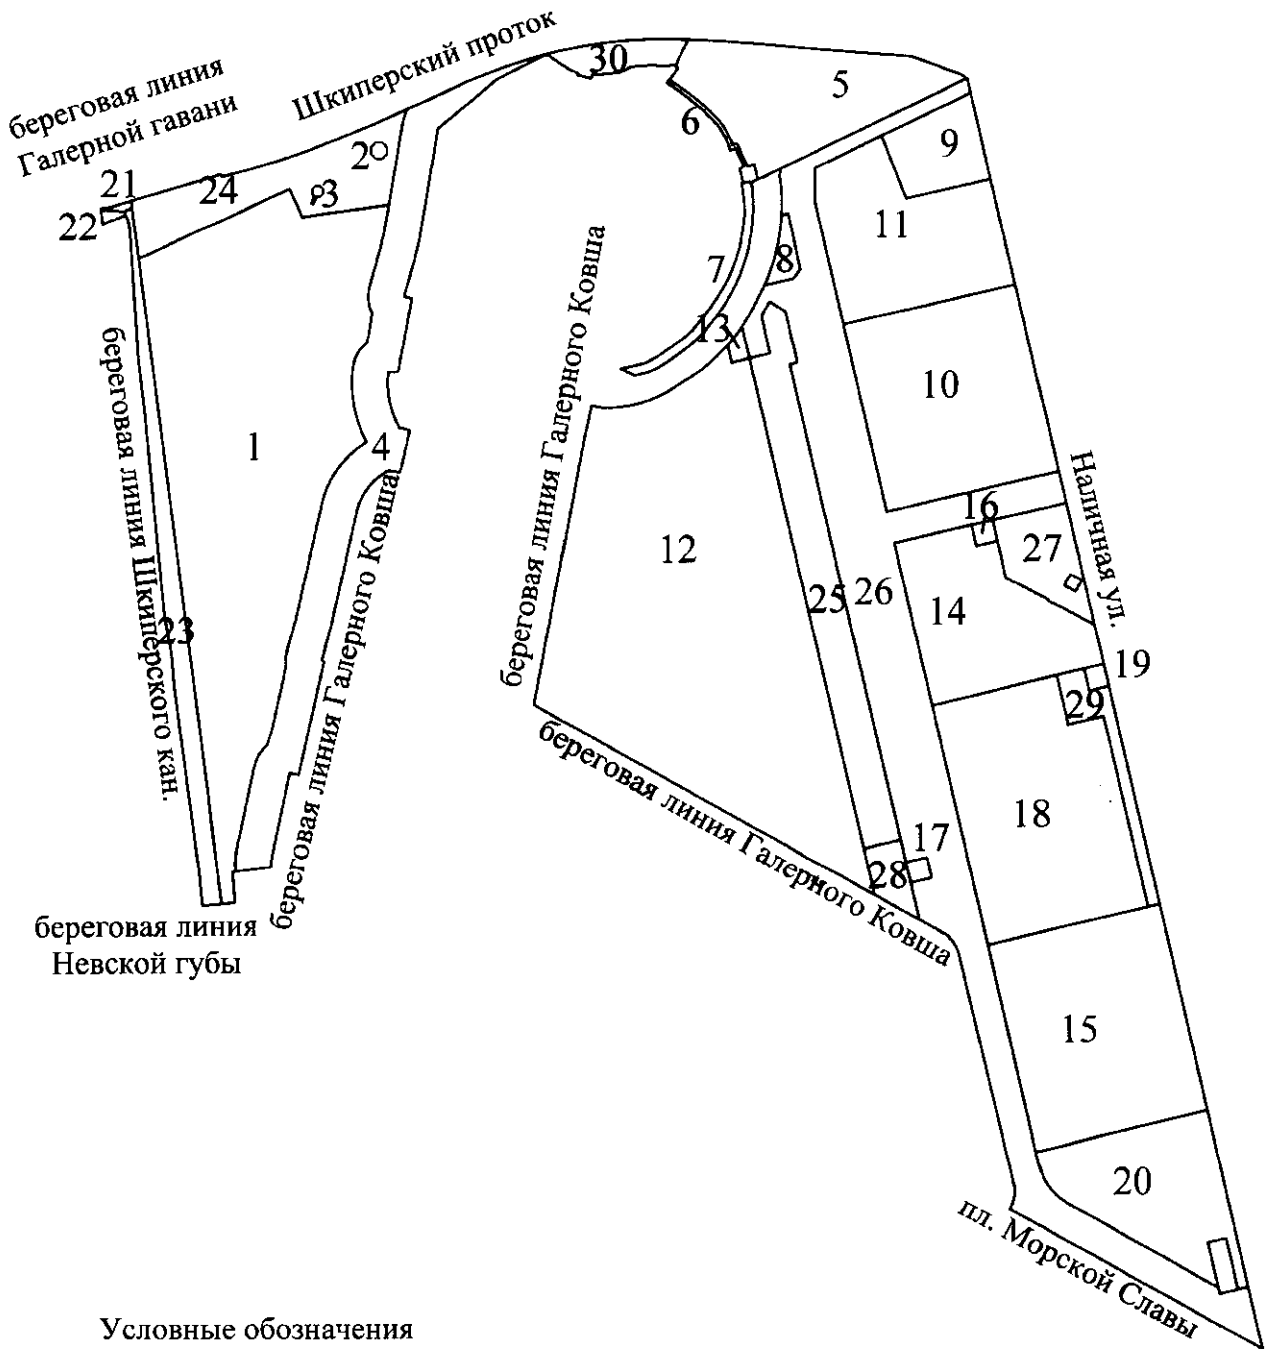 береговая линия
Галерной гавани
Шкиперский проток
30
5
6
9
2
3
21
24
22
11
7
8
13
10
береговая линия Галерного Ковша
береговая линия Шкиперского кан.
1
4
береговая линия Галерного Ковша
12
Наличная ул.
16
27
25
26
14
23
19
29
береговая линия Галерного Ковша
18
17
28
береговая линия
Невской губы
15
20
пл. Морской Славы
Условные обозначения